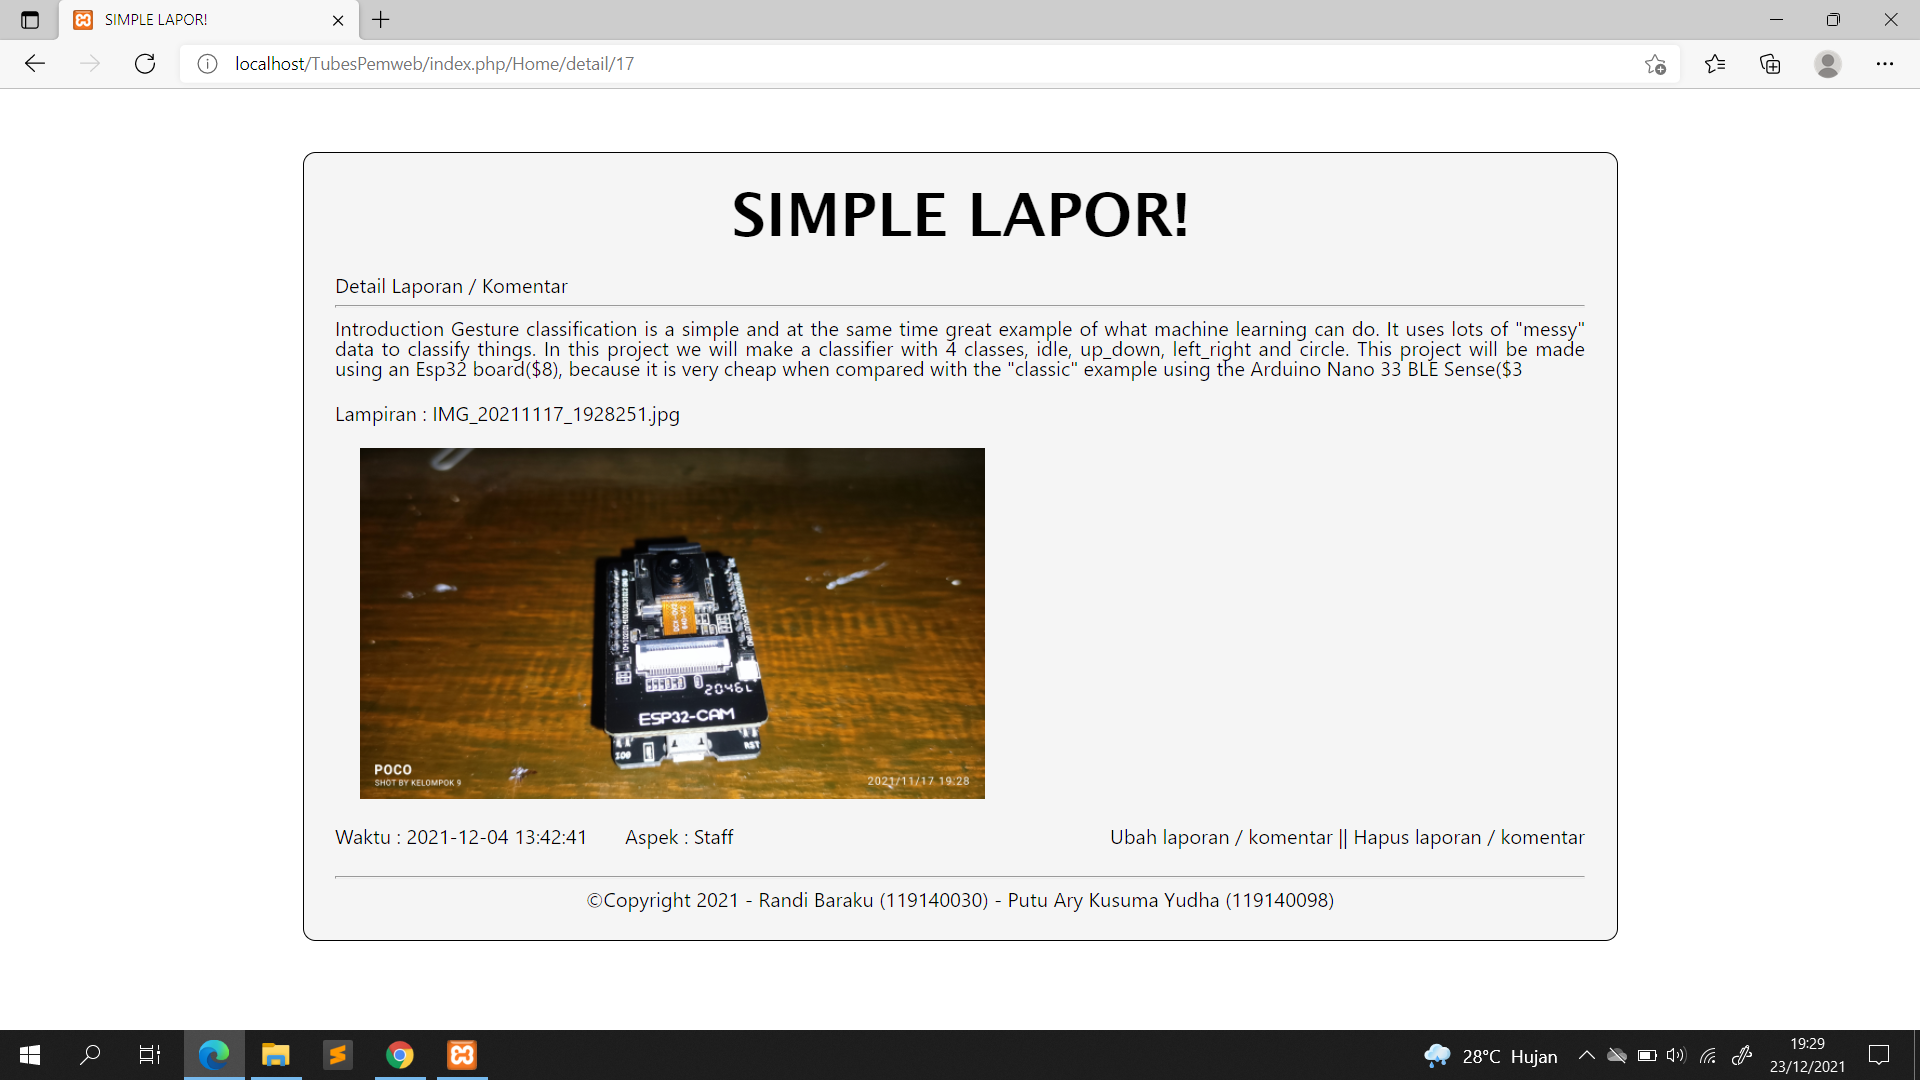 SIMPLE LAPOR!
localhost/TubesPemweb/index.php/Home/detail/17
SIMPLE LAPOR!
Detail Laporan / Komentar
Introduction Gesture classification is a simple and at the same time great example of what machine learning can do. It uses lots of "messy"
data to classify things. In this project we will make a classifier with 4 classes, idle, up_down, left_right and circle. This project will be made
using an Esp32 board($8), because it is very cheap when compared with the "classic" example using the Arduino Nano 33 BLE Sense($3
Lampiran : IMG_20211117_1928251.jpg
2046L
ESP32-CAM
IO0 RST
POCO
SHOT BY KELOMPOK 9
2021/11/17 19:28
Waktu : 2021-12-04 13:42:41 Aspek : Staff Ubah laporan / komentar || Hapus laporan / komentar
©Copyright 2021 - Randi Baraku (119140030) - Putu Ary Kusuma Yudha (119140098)
28°C Hujan
19:29
23/12/2021